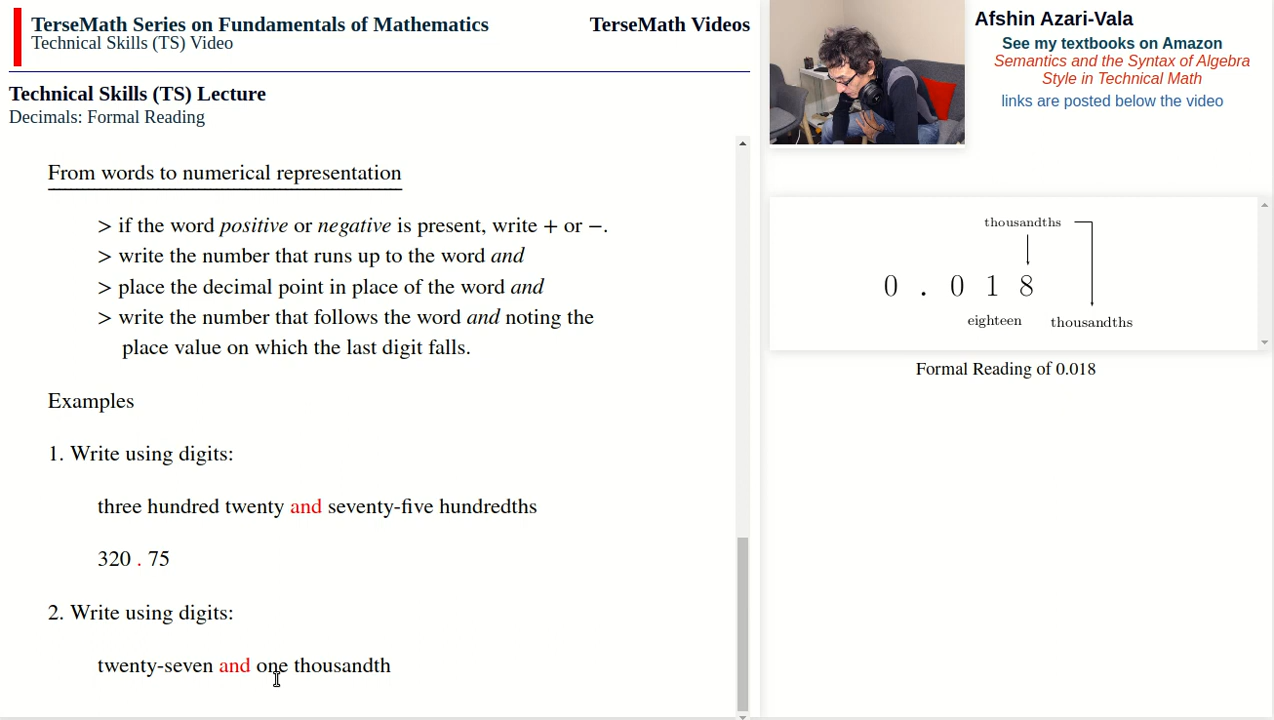 TerseMath Series on Fundamentals of Mathematics
Technical Skills (TS) Video
TerseMath Videos
Technical Skills (TS) Lecture
Decimals: Formal Reading
From words to numerical representation
> if the word positive or negative is present, write + or −.
> write the number that runs up to the word and
> place the decimal point in place of the word and
> write the number that follows the word and noting the
place value on which the last digit falls.
Examples
1. Write using digits:
three hundred twenty and seventy-five hundredths
320 . 75
2. Write using digits:
twenty-seven and one thousandth
Afshin Azari-Vala
See my textbooks on Amazon
Semantics and the Syntax of Algebra
Style in Technical Math
links are posted below the video
thousandths
0 . 0 1 8
eighteen thousandths
Formal Reading of 0.018